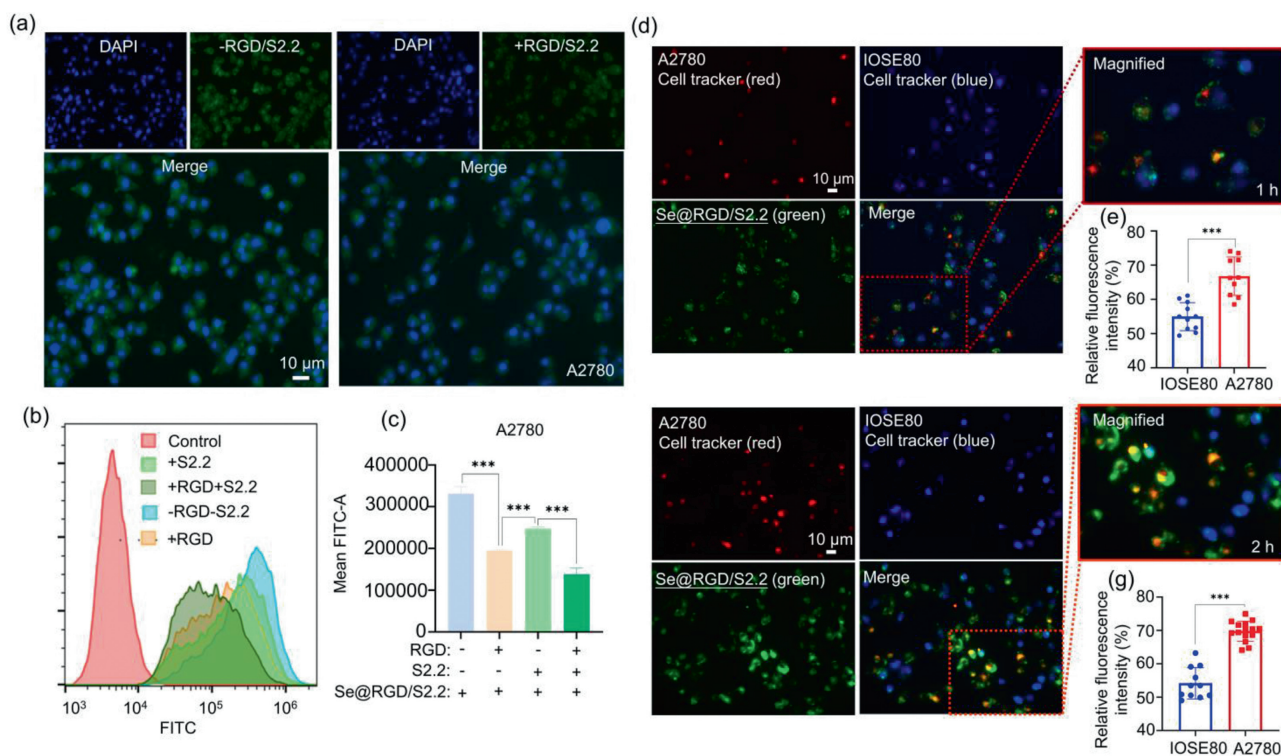 (a)
DAPI
-RGD/S2.2
DAPI
+RGD/S2.2
Merge
10 μm
Merge
A2780
(b)
Control
+S2.2
+RGD+S2.2
-RGD-S2.2
+RGD
10³ 10⁴ 10⁵ 10⁶
FITC
(c)
A2780
Mean FITC-A
400000
300000
200000
100000
0
***
***
***
RGD: - + - +
S2.2: - - + +
Se@RGD/S2.2: + + + +
(d)
A2780
Cell tracker (red)
10 μm
IOSE80
Cell tracker (blue)
Se@RGD/S2.2 (green)
Merge
Magnified
1 h
(e)
Relative fluorescence
intensity (%)
80
70
60
50
40
***
IOSE80 A2780
A2780
Cell tracker (red)
10 μm
IOSE80
Cell tracker (blue)
Se@RGD/S2.2 (green)
Merge
Magnified
2 h
(g)
Relative fluorescence
intensity (%)
80
70
60
50
40
***
IOSE80 A2780